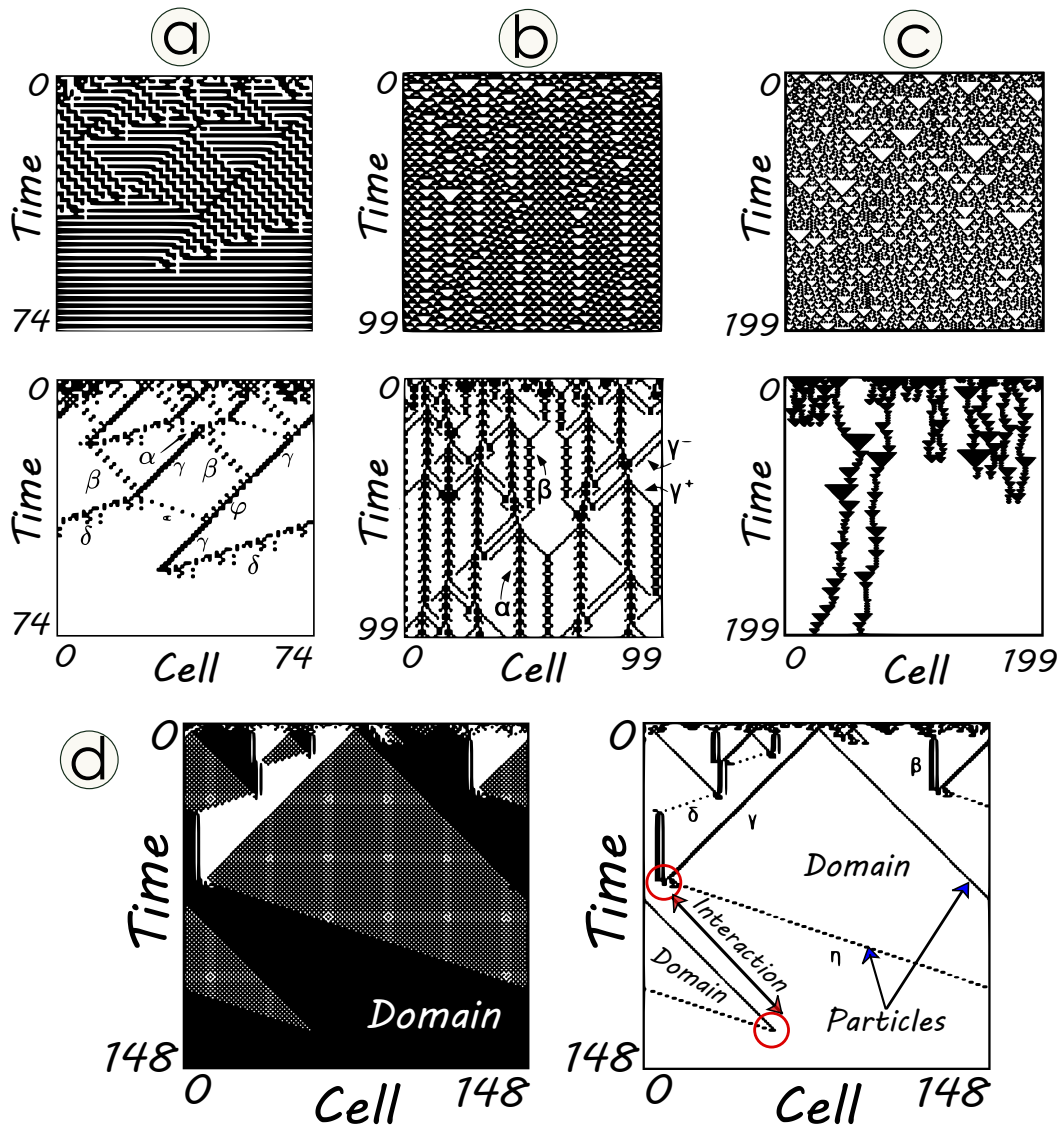 a
b
c
0
Time
74
0
Time
99
0
Time
199
0
Time
74
0
Cell
74
α
γ
β
γ
β
φ
δ
γ
δ
0
Time
99
0
Cell
99
γ⁻
γ⁺
β
α
0
Time
199
0
Cell
199
d
0
Time
148
0
Cell
148
Domain
0
Time
148
0
Cell
148
β
δ
γ
Domain
Interaction
η
Domain
Particles